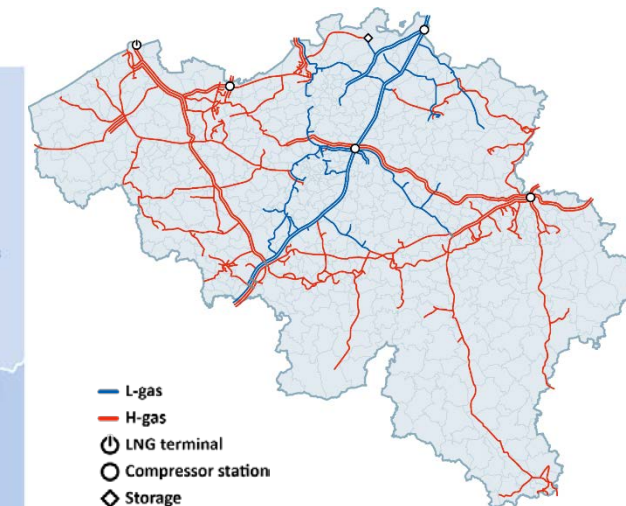 L-gas
H-gas
LNG terminal
Compressor station
Storage